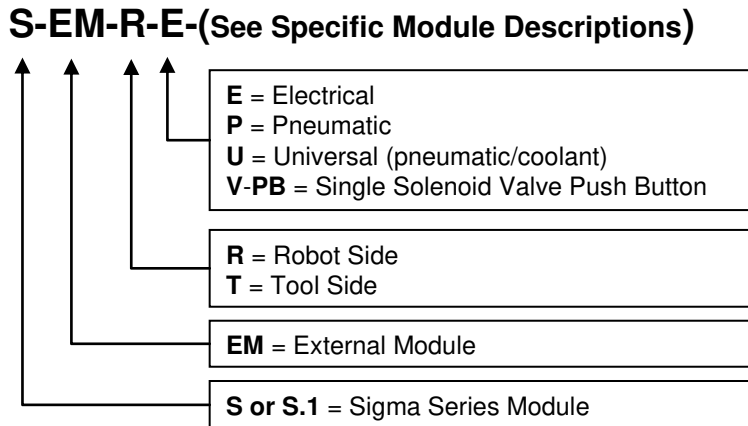 S-EM-R-E-(See Specific Module Descriptions)
E = Electrical
P = Pneumatic
U = Universal (pneumatic/coolant)
V-PB = Single Solenoid Valve Push Button
R = Robot Side
T = Tool Side
EM = External Module
S or S.1 = Sigma Series Module